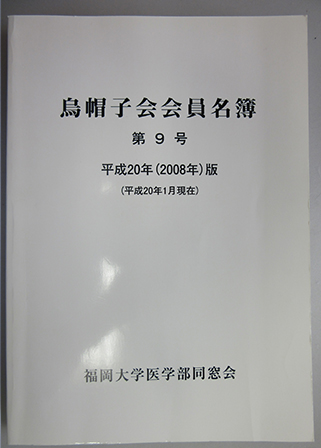 烏帽子会会員名簿
第9号
平成20年(2008年)版
(平成20年1月現在)
福岡大学医学部同窓会